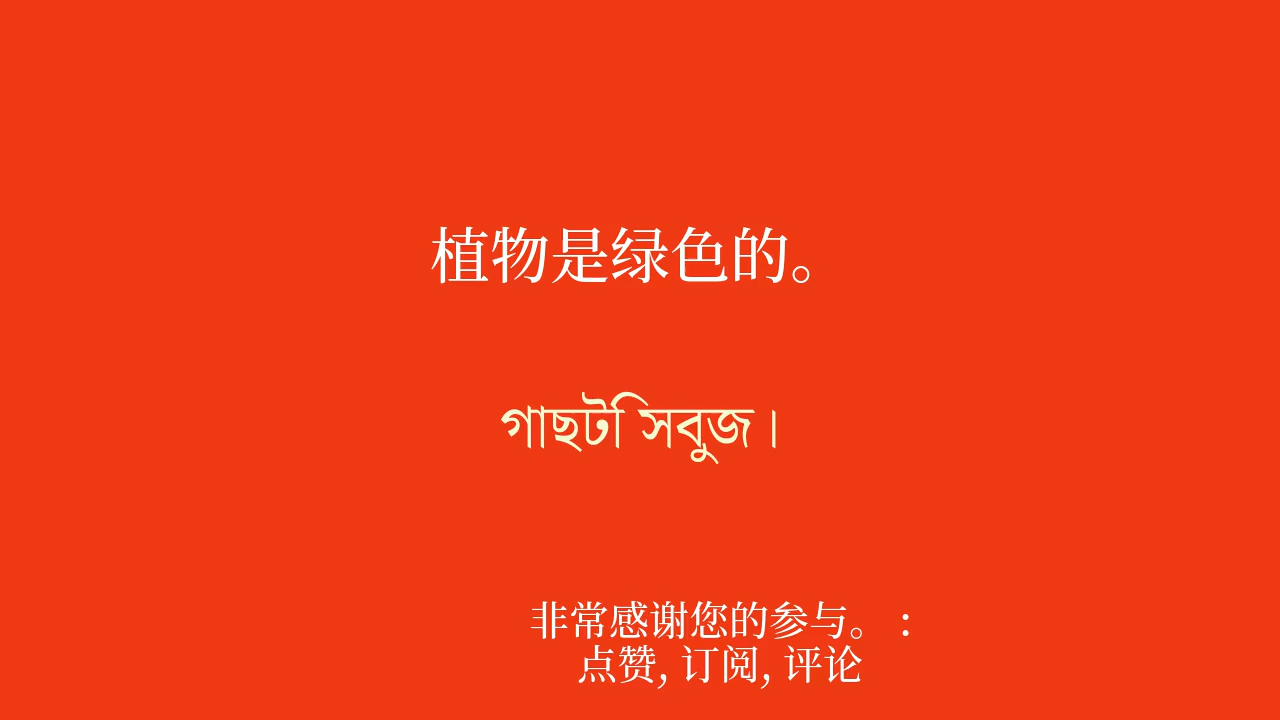 植物是绿色的。
গাছটি সবুজ।
非常感谢您的参与。 :
点赞, 订阅, 评论